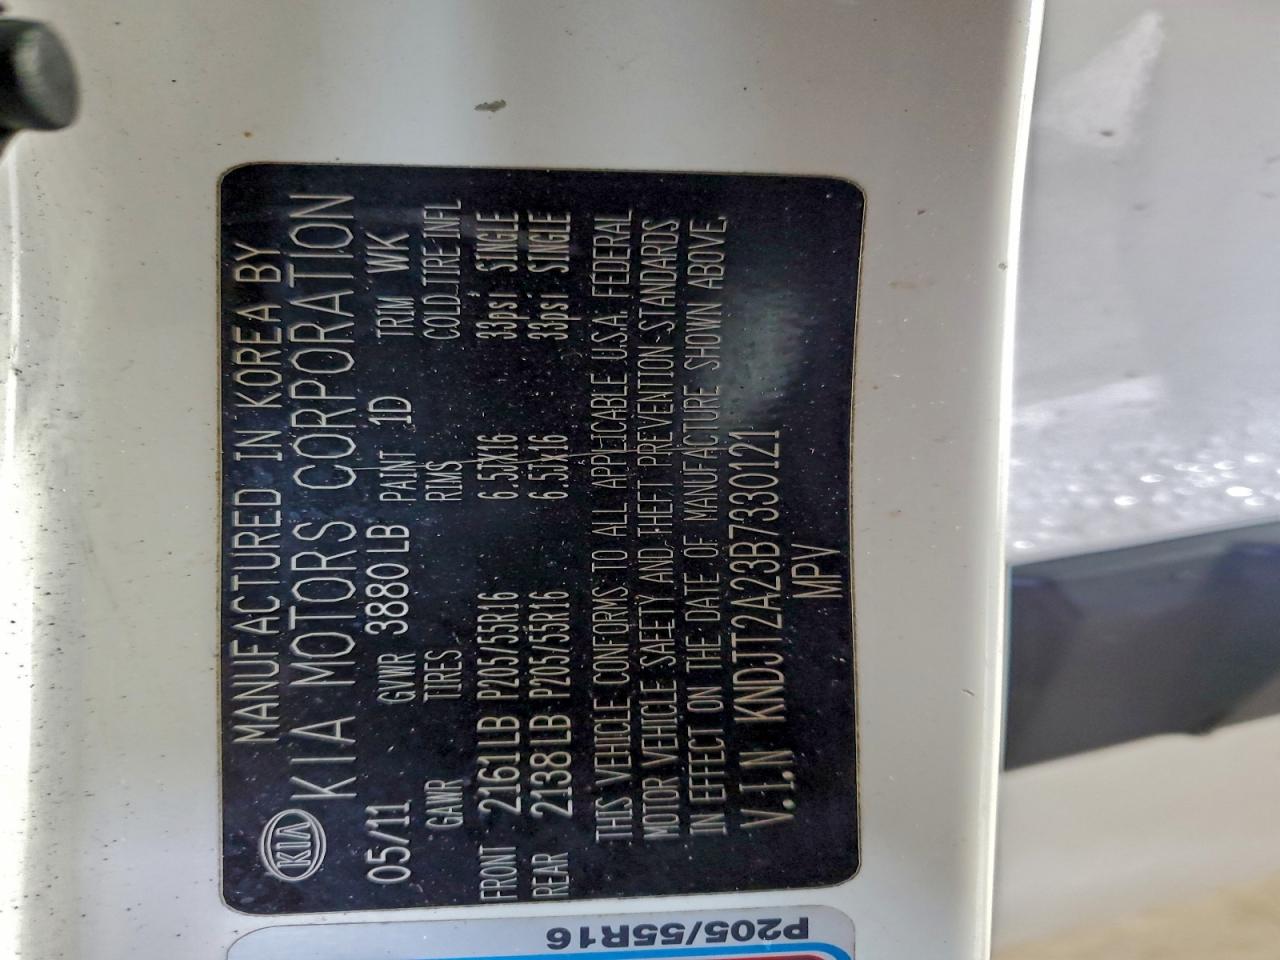 MANUFACTURED IN KOREA BY
KIA KIA MOTORS CORPORATION
05/11 GVWR 3880LB PAINT 1D TRIM WK
GAWR TIRES RIMS COLD TIRE INFL
FRONT 2161LB P205/55R16 6.5JX16 33psi SINGLE
REAR 2138LB P205/55R16 6.5JX16 33psi SINGLE
THIS VEHICLE CONFORMS TO ALL APPLICABLE U.S.A. FEDERAL
MOTOR VEHICLE SAFETY AND THEFT PREVENTION STANDARDS
IN EFFECT ON THE DATE OF MANUFACTURE SHOWN ABOVE.
V.I.N KNDJT2A23B7330121
MPV
P205/55R16